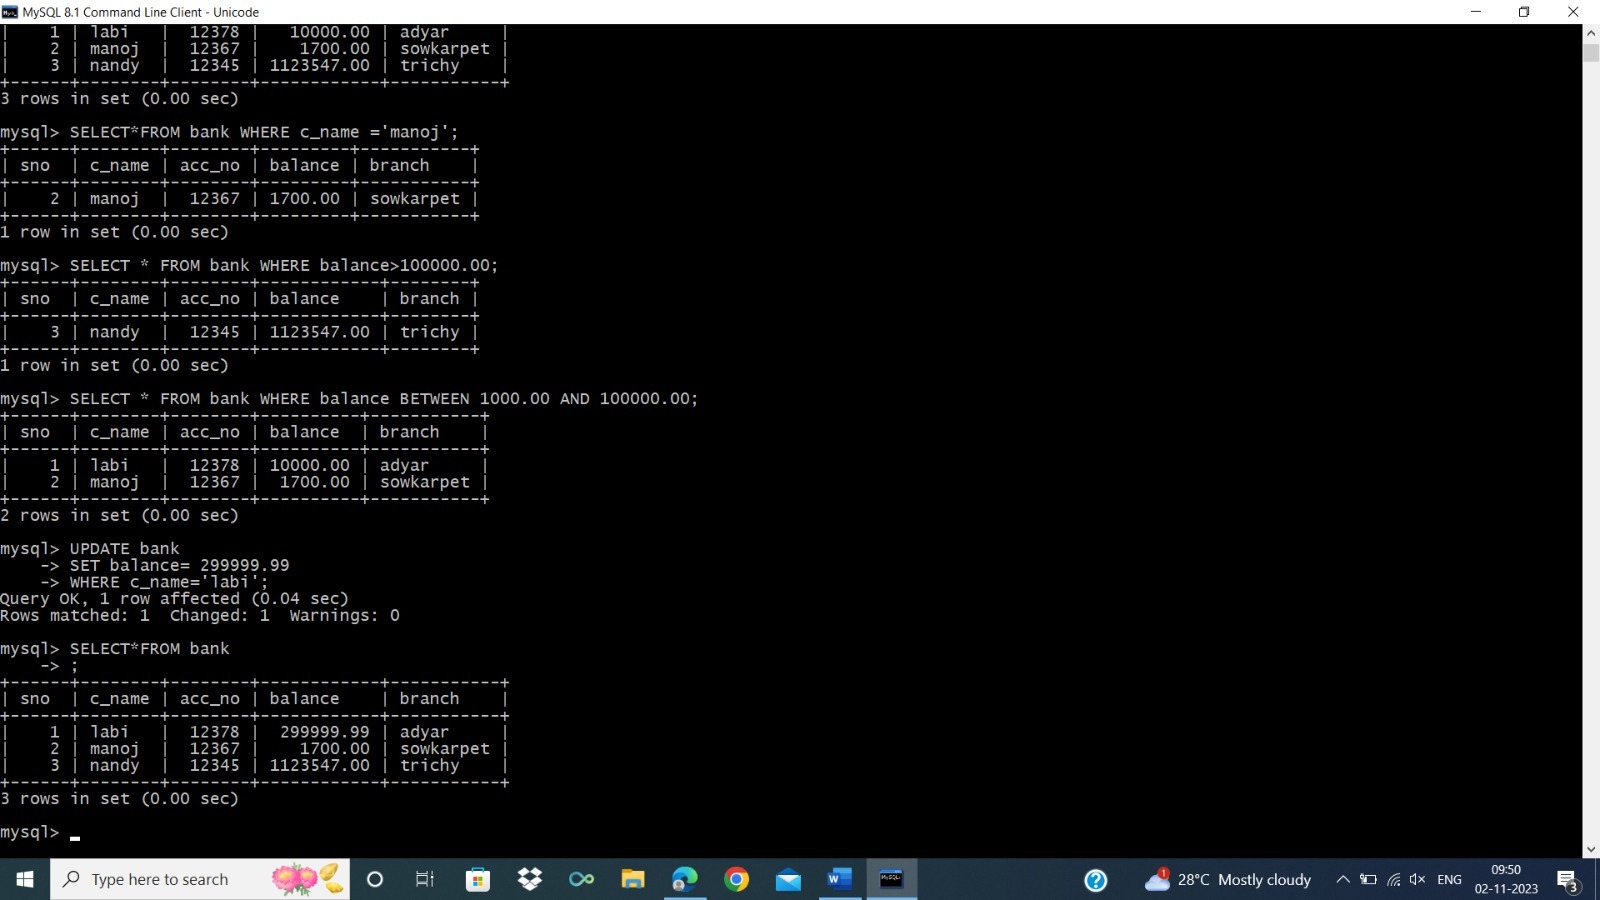 MySQL 8.1 Command Line Client - Unicode
|    1 | labi   |  12378 |   10000.00 | adyar     |
|    2 | manoj  |  12367 |    1700.00 | sowkarpet |
|    3 | nandy  |  12345 | 1123547.00 | trichy    |
+------+--------+--------+------------+-----------+
3 rows in set (0.00 sec)
mysql> SELECT*FROM bank WHERE c_name ='manoj';
+------+--------+--------+---------+-----------+
| sno  | c_name | acc_no | balance | branch    |
+------+--------+--------+---------+-----------+
|    2 | manoj  |  12367 | 1700.00 | sowkarpet |
+------+--------+--------+---------+-----------+
1 row in set (0.00 sec)
mysql> SELECT * FROM bank WHERE balance>100000.00;
+------+--------+--------+------------+--------+
| sno  | c_name | acc_no | balance    | branch |
+------+--------+--------+------------+--------+
|    3 | nandy  |  12345 | 1123547.00 | trichy |
+------+--------+--------+------------+--------+
1 row in set (0.00 sec)
mysql> SELECT * FROM bank WHERE balance BETWEEN 1000.00 AND 100000.00;
+------+--------+--------+----------+-----------+
| sno  | c_name | acc_no | balance  | branch    |
+------+--------+--------+----------+-----------+
|    1 | labi   |  12378 | 10000.00 | adyar     |
|    2 | manoj  |  12367 |  1700.00 | sowkarpet |
+------+--------+--------+----------+-----------+
2 rows in set (0.00 sec)
mysql> UPDATE bank
    -> SET balance= 299999.99
    -> WHERE c_name='labi';
Query OK, 1 row affected (0.04 sec)
Rows matched: 1  Changed: 1  Warnings: 0
mysql> SELECT*FROM bank
    -> ;
+------+--------+--------+------------+-----------+
| sno  | c_name | acc_no | balance    | branch    |
+------+--------+--------+------------+-----------+
|    1 | labi   |  12378 |  299999.99 | adyar     |
|    2 | manoj  |  12367 |    1700.00 | sowkarpet |
|    3 | nandy  |  12345 | 1123547.00 | trichy    |
+------+--------+--------+------------+-----------+
3 rows in set (0.00 sec)
mysql> _
Type here to search
1
28°C Mostly cloudy
ENG
09:50
02-11-2023
3